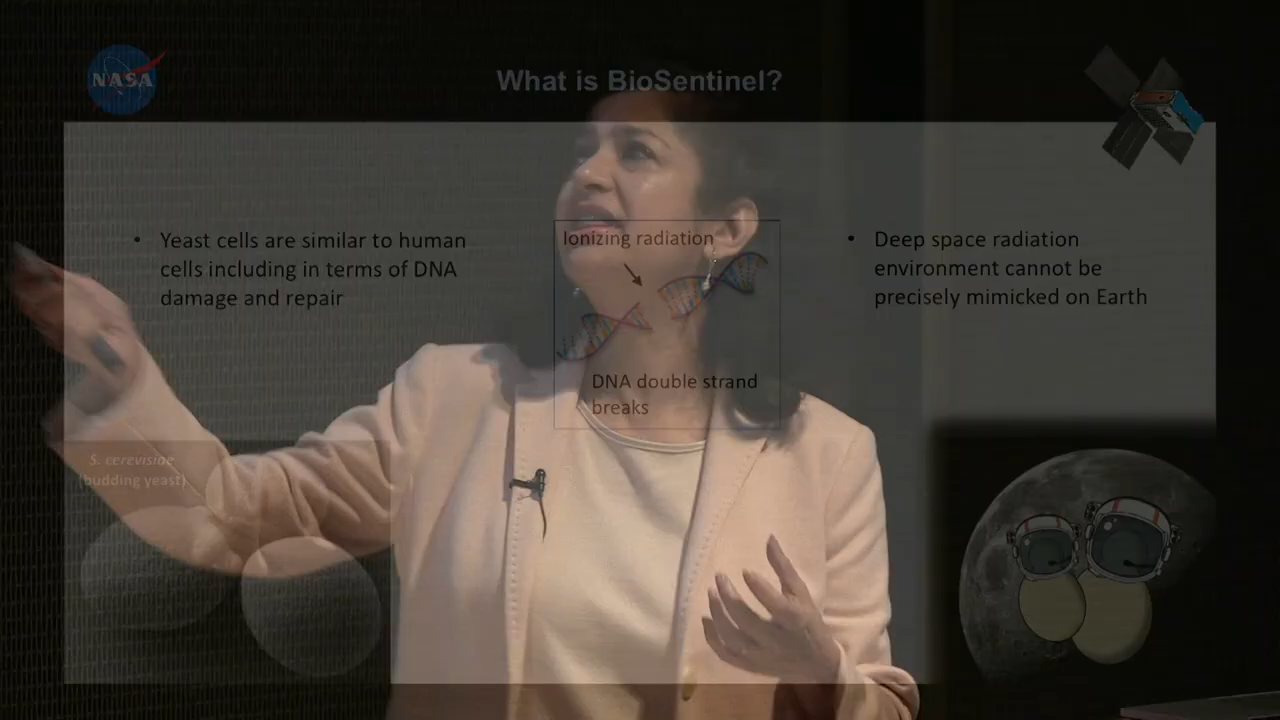 NASA
What is BioSentinel?
• Yeast cells are similar to human
cells including in terms of DNA
damage and repair
Ionizing radiation
DNA double strand
breaks
• Deep space radiation
environment cannot be
precisely mimicked on Earth
S. cerevisiae
(budding yeast)